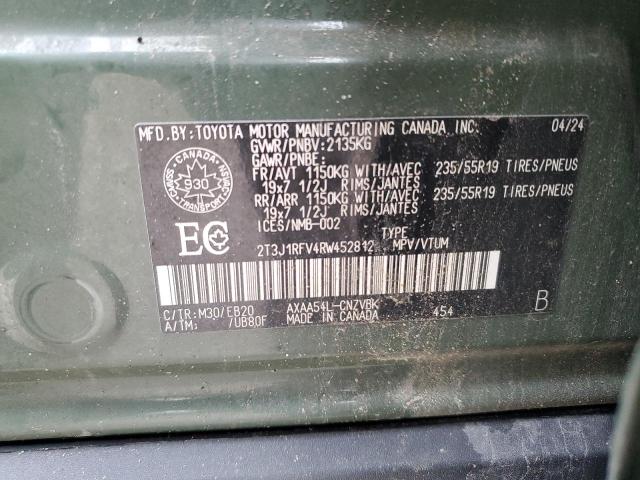 MFD.BY:TOYOTA MOTOR MANUFACTURING CANADA INC. 04/24
GVWR/PNBV:2135KG
GAWR/PNBE:
FR/AVT 1150KG WITH/AVEC 235/55R19 TIRES/PNEUS
19x7 1/2J RIMS/JANTES
RR/ARR 1150KG WITH/AVEC 235/55R19 TIRES/PNEUS
19x7 1/2J RIMS/JANTES
ICES/NMB-002 TYPE
2T3J1RFV4RW452812 MPV/VTUM
CANADA
930
TRANSPORT
EC
C/TR:M30/EB20 AXAA54L-CNZVBK 454 B
A/TM: /UB80F MADE IN CANADA